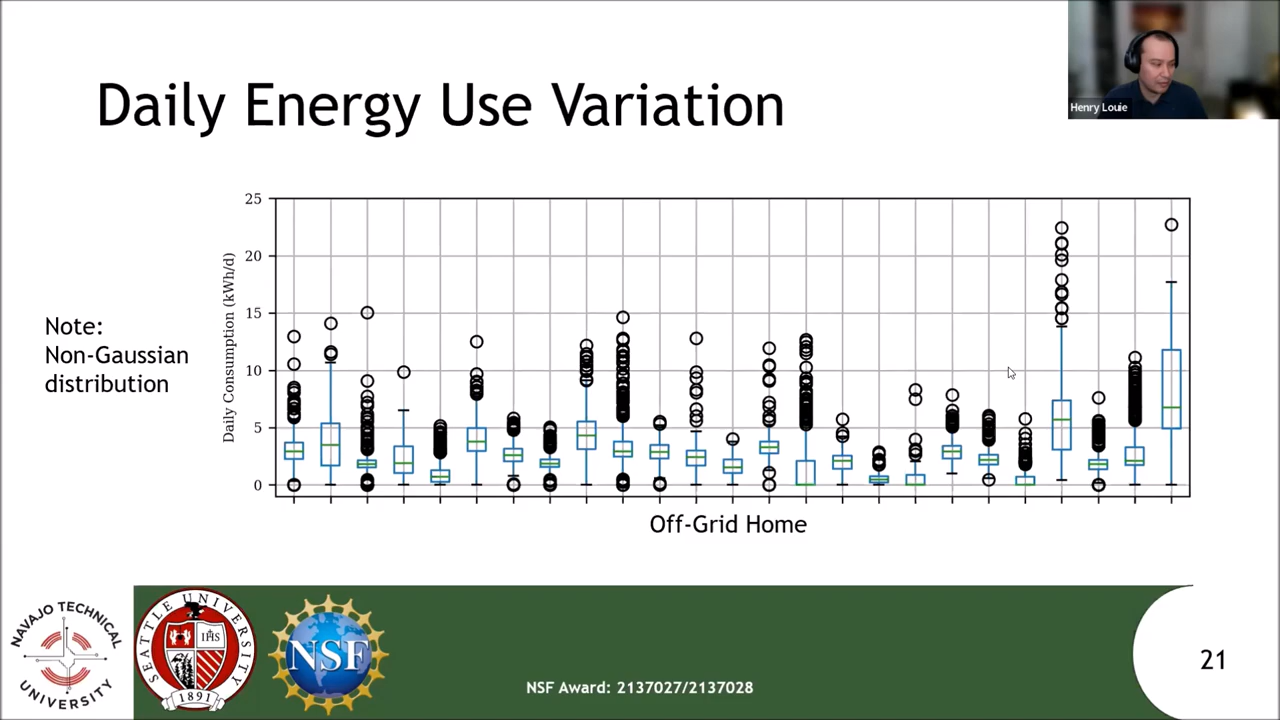 Henry Louie
Daily Energy Use Variation
Note:
Non-Gaussian
distribution
Daily Consumption (kWh/d)
25
20
15
10
5
0
Off-Grid Home
NAVAJO TECHNICAL
UNIVERSITY
SEATTLE UNIVERSITY
IHS
1891
NSF
NSF Award: 2137027/2137028
21